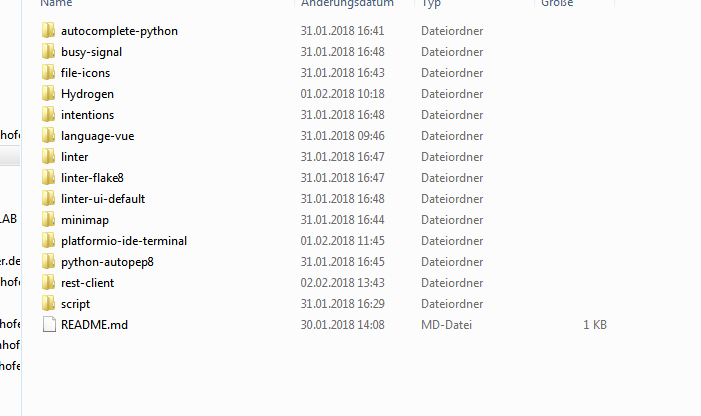 Name Änderungsdatum Typ Größe
autocomplete-python 31.01.2018 16:41 Dateiordner
busy-signal 31.01.2018 16:48 Dateiordner
file-icons 31.01.2018 16:43 Dateiordner
Hydrogen 01.02.2018 10:18 Dateiordner
intentions 31.01.2018 16:48 Dateiordner
hofe language-vue 31.01.2018 09:46 Dateiordner
linter 31.01.2018 16:47 Dateiordner
linter-flake8 31.01.2018 16:47 Dateiordner
linter-ui-default 31.01.2018 16:48 Dateiordner
LAB minimap 31.01.2018 16:44 Dateiordner
platformio-ide-terminal 01.02.2018 11:45 Dateiordner
er.de python-autopep8 31.01.2018 16:45 Dateiordner
hofe rest-client 02.02.2018 13:43 Dateiordner
script 31.01.2018 16:29 Dateiordner
hofe README.md 30.01.2018 14:08 MD-Datei 1 KB
hof
hofe